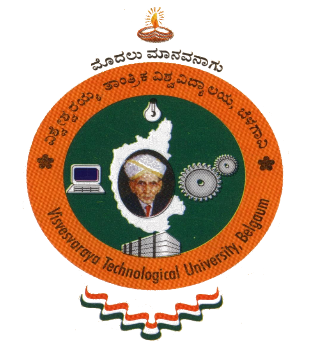 ಮೊದಲು ಮಾನವನಾಗು
ವಿಶ್ವೇಶ್ವರಯ್ಯ ತಾಂತ್ರಿಕ ವಿಶ್ವವಿದ್ಯಾಲಯ, ಬೆಳಗಾವಿ
Visvesvaraya Technological University, Belgaum